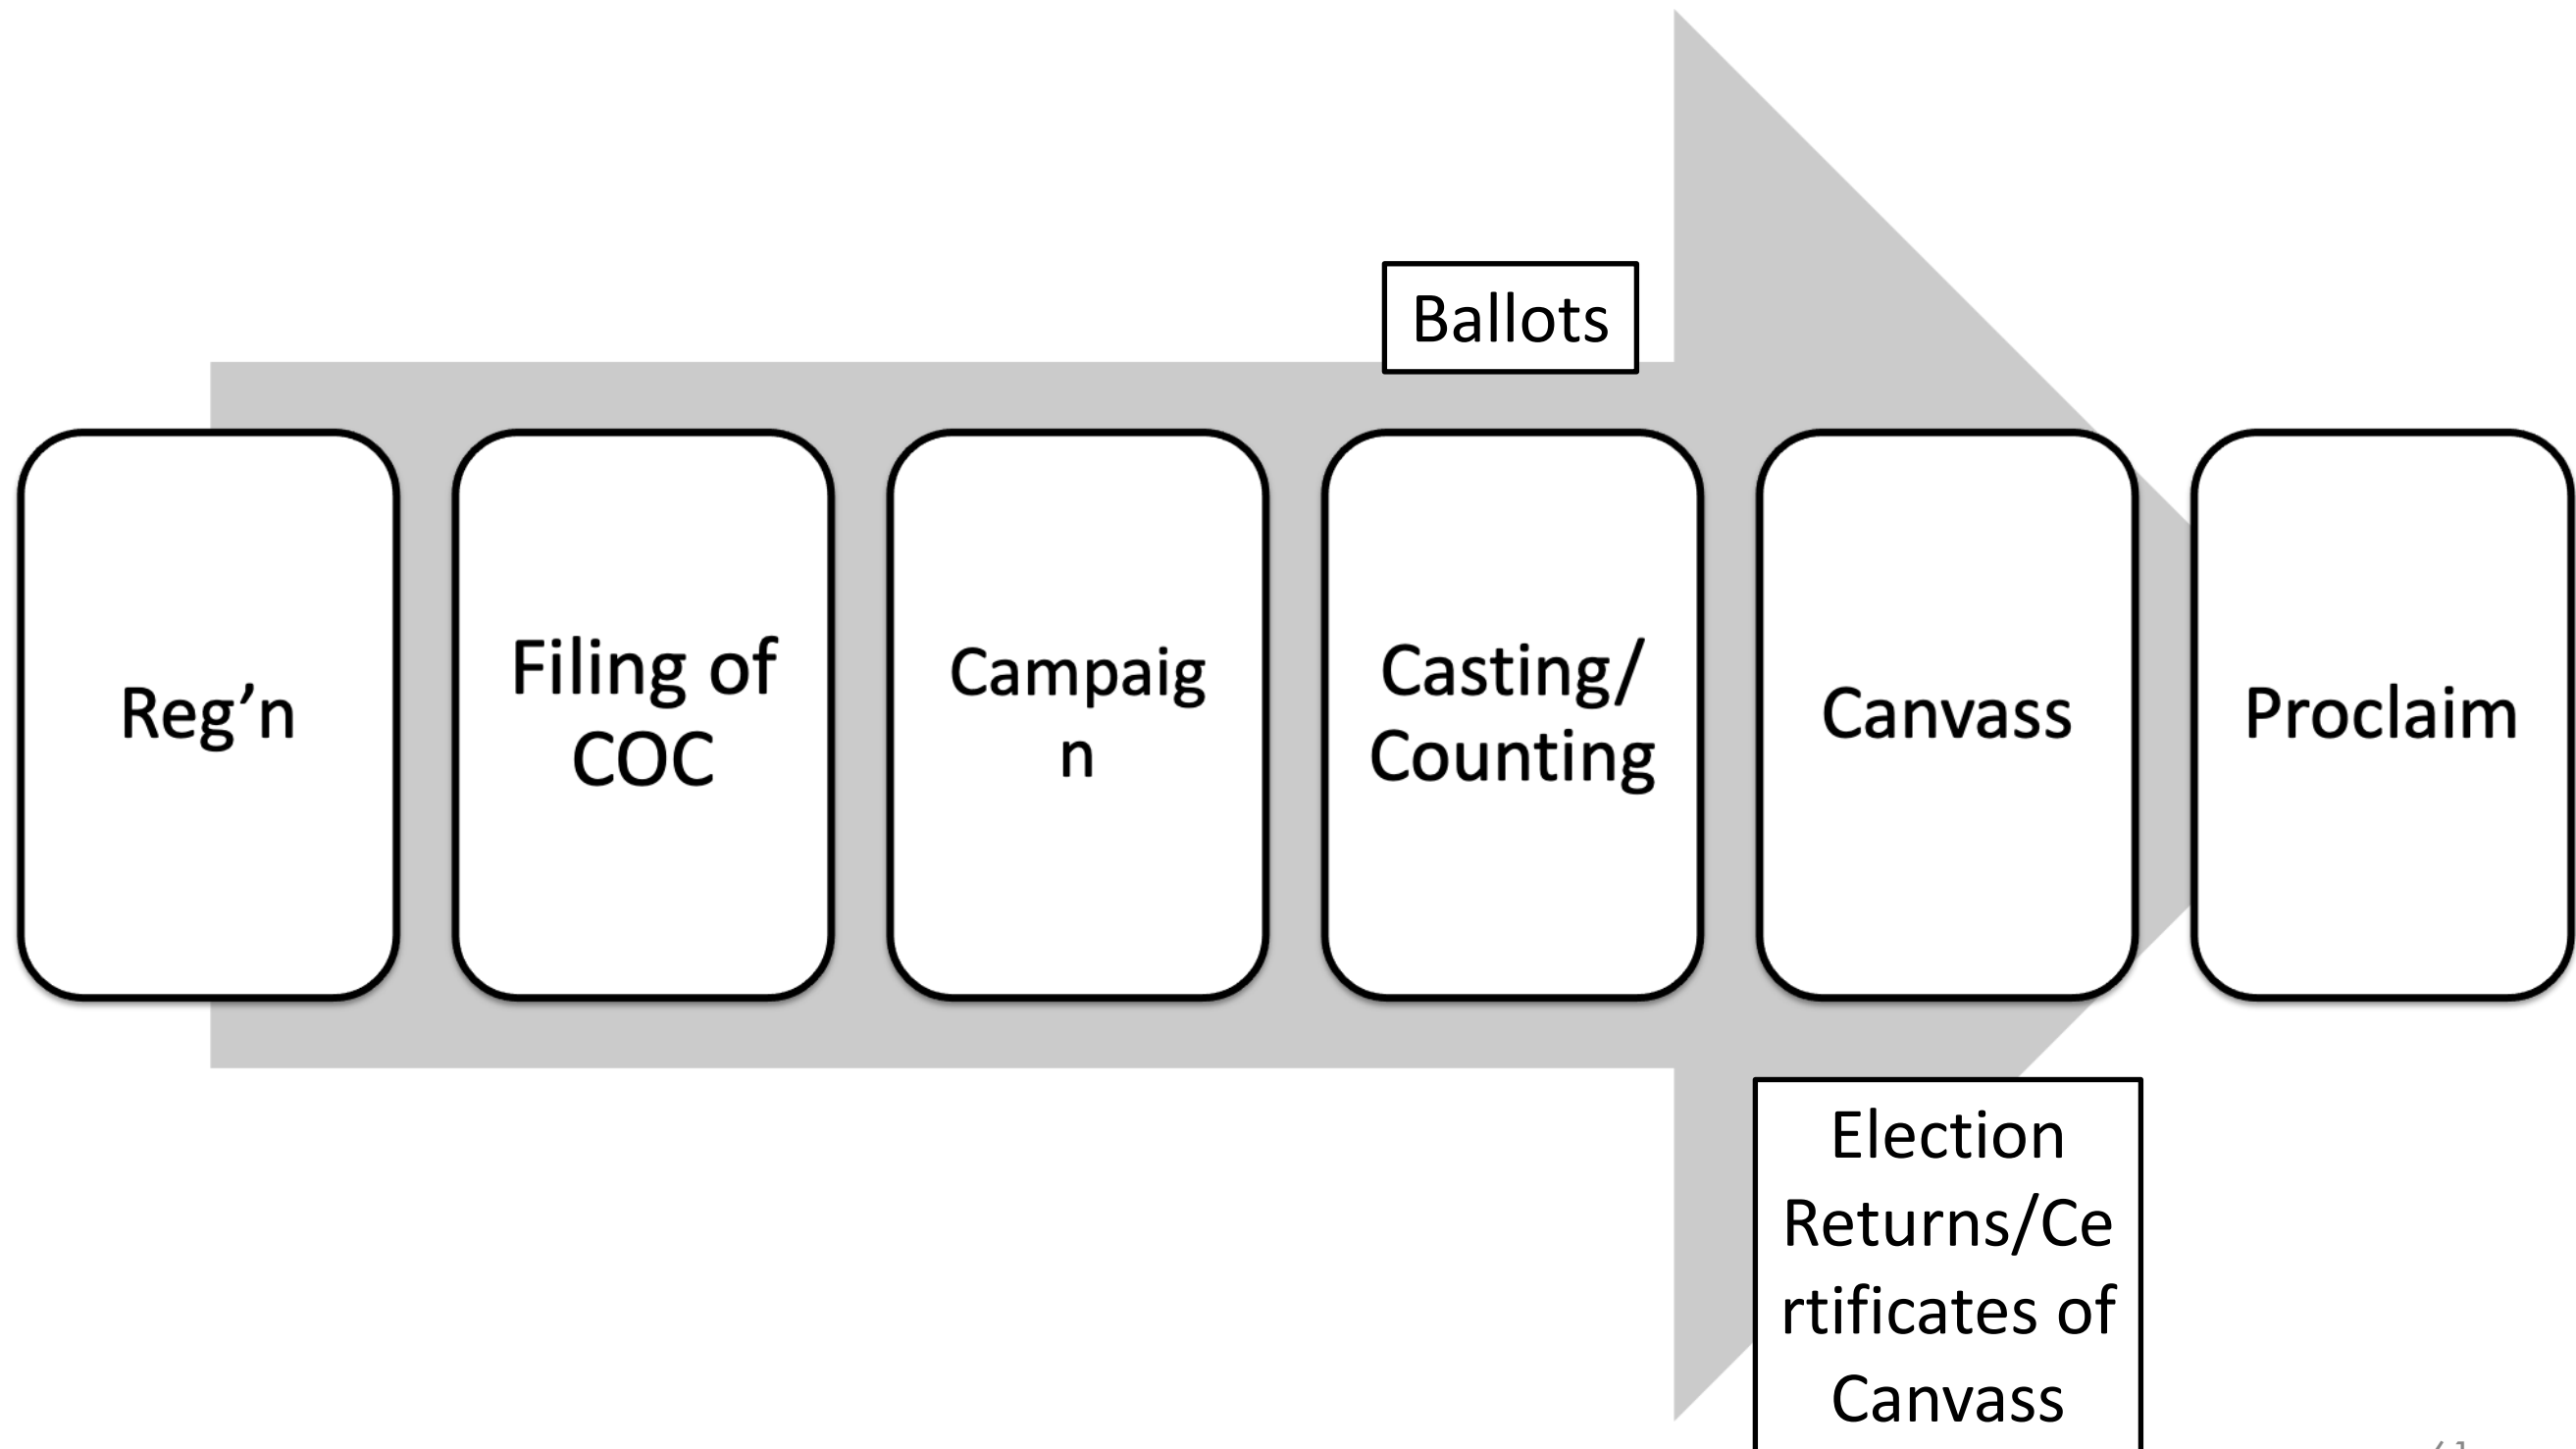 Ballots
Reg’n
Filing of
COC
Campaig
n
Casting/
Counting
Canvass
Proclaim
Election
Returns/Ce
rtificates of
Canvass